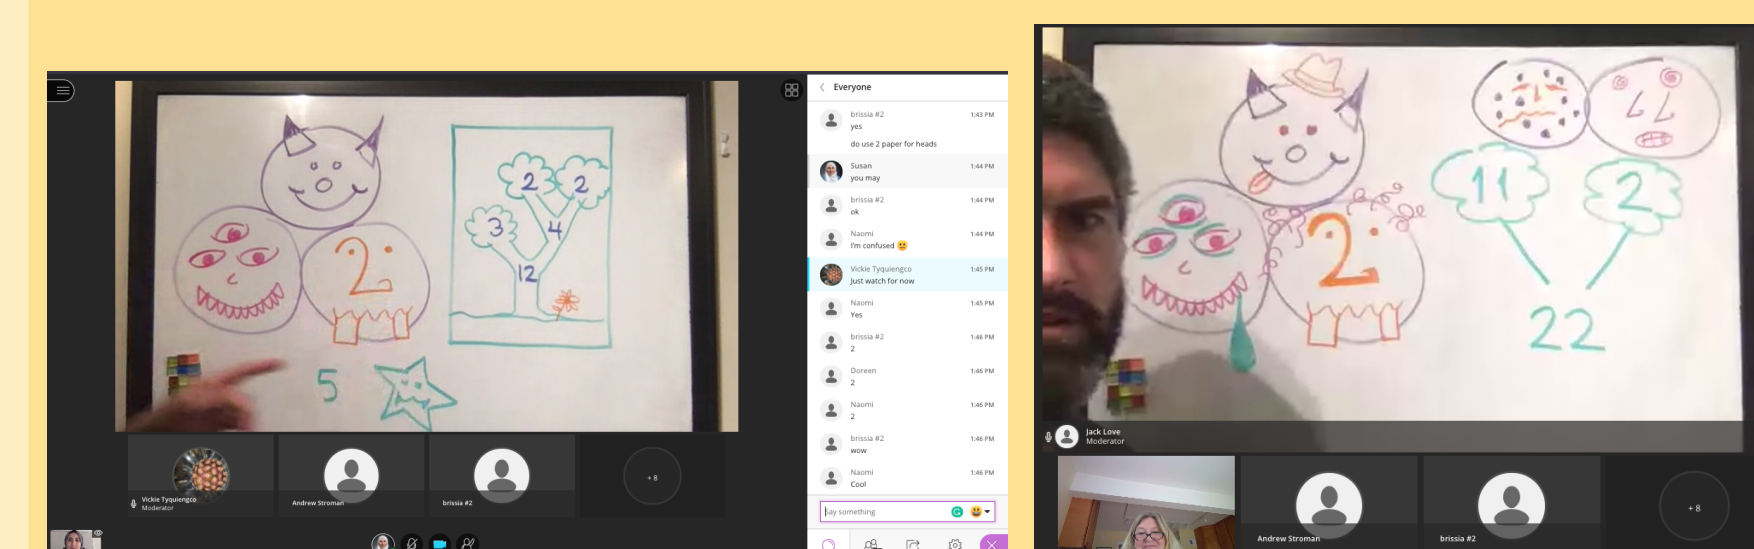 2 2
3
4
12
2
5
Vickie Tyquiengco
Moderator
Andrew Stroman
brissia #2
+ 8
Everyone
brissia #2 1:43 PM
yes
do use 2 paper for heads
Susan 1:44 PM
you may
brissia #2 1:44 PM
ok
Naomi 1:44 PM
I'm confused 😕
Vickie Tyquiengco 1:45 PM
Just watch for now
Naomi 1:45 PM
Yes
brissia #2 1:46 PM
2
Doreen 1:46 PM
2
Naomi 1:46 PM
2
brissia #2 1:46 PM
wow
Naomi 1:46 PM
Cool
Say something
11 2
2
22
Jack Love
Moderator
Andrew Stroman
brissia #2
+ 8